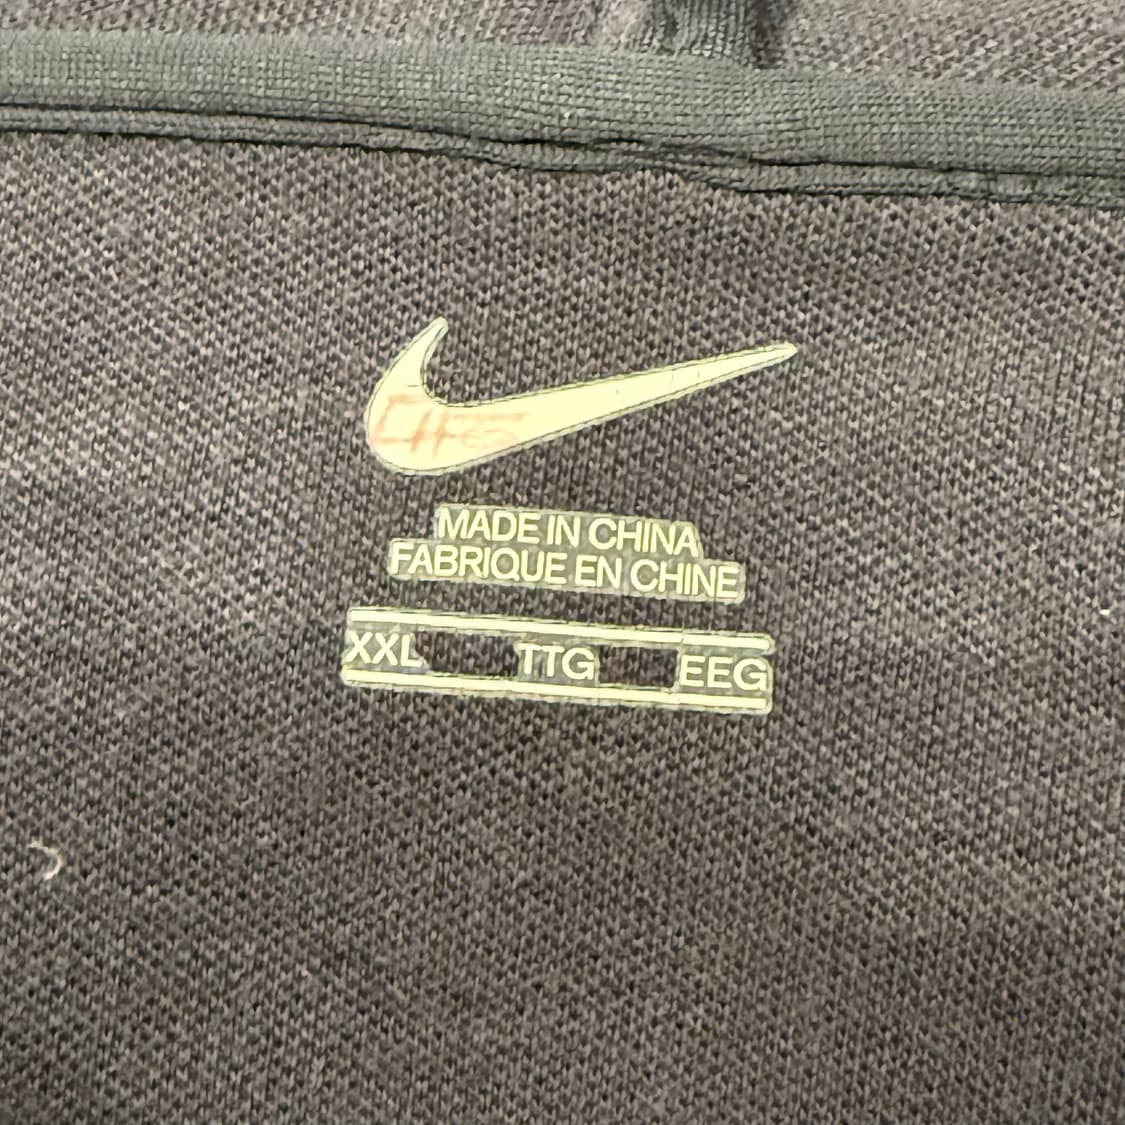 MADE IN CHINA
FABRIQUE EN CHINE
XXL TTG EEG